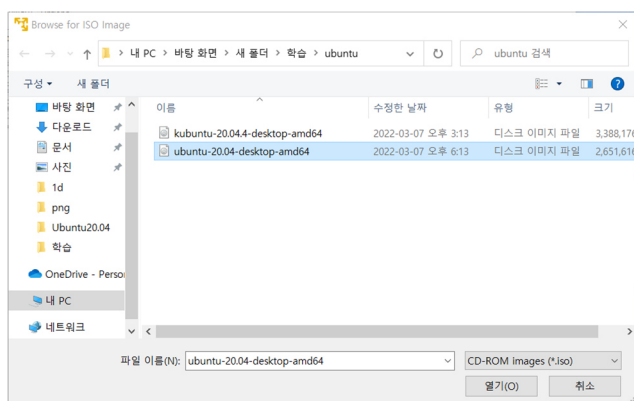 Browse for ISO Image
내 PC > 바탕 화면 > 새 폴더 > 학습 > ubuntu
ubuntu 검색
구성 새 폴더
이름 수정한 날짜 유형 크기
바탕 화면
다운로드
문서
사진
1d
png
Ubuntu20.04
학습
OneDrive - Person
내 PC
네트워크
kubuntu-20.04.4-desktop-amd64 2022-03-07 오후 3:13 디스크 이미지 파일 3,388,176
ubuntu-20.04-desktop-amd64 2022-03-07 오후 6:13 디스크 이미지 파일 2,651,616
파일 이름(N): ubuntu-20.04-desktop-amd64 CD-ROM images (*.iso)
열기(O) 취소